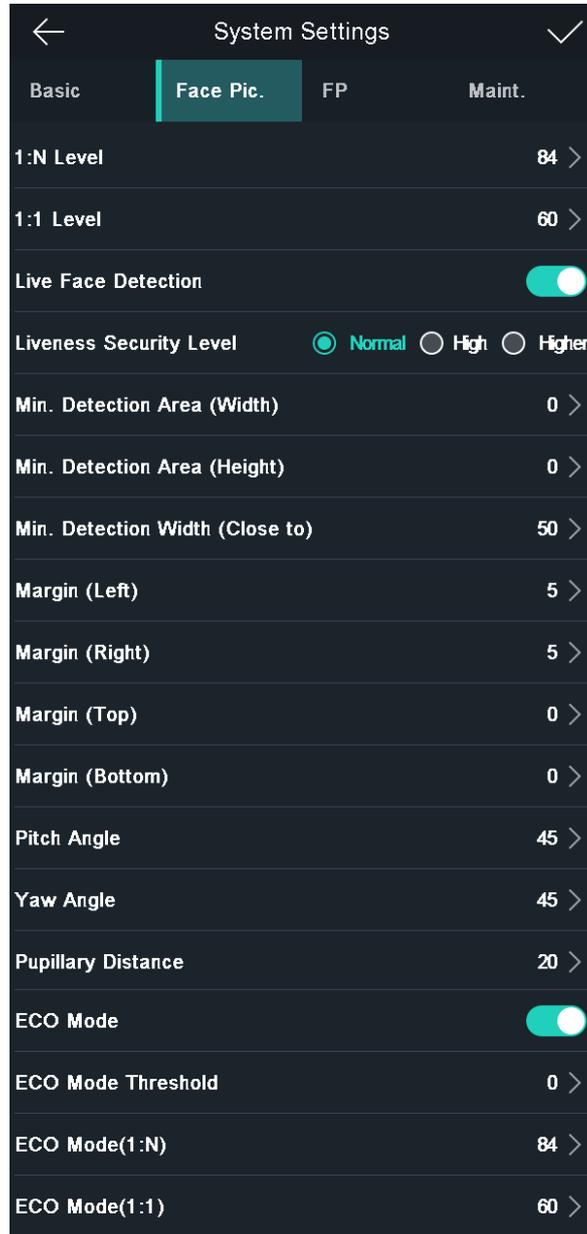 System Settings
Basic Face Pic. FP Maint.
1:N Level 84
1:1 Level 60
Live Face Detection
Liveness Security Level Normal High Higher
Min. Detection Area (Width) 0
Min. Detection Area (Height) 0
Min. Detection Width (Close to) 50
Margin (Left) 5
Margin (Right) 5
Margin (Top) 0
Margin (Bottom) 0
Pitch Angle 45
Yaw Angle 45
Pupillary Distance 20
ECO Mode
ECO Mode Threshold 0
ECO Mode(1:N) 84
ECO Mode(1:1) 60